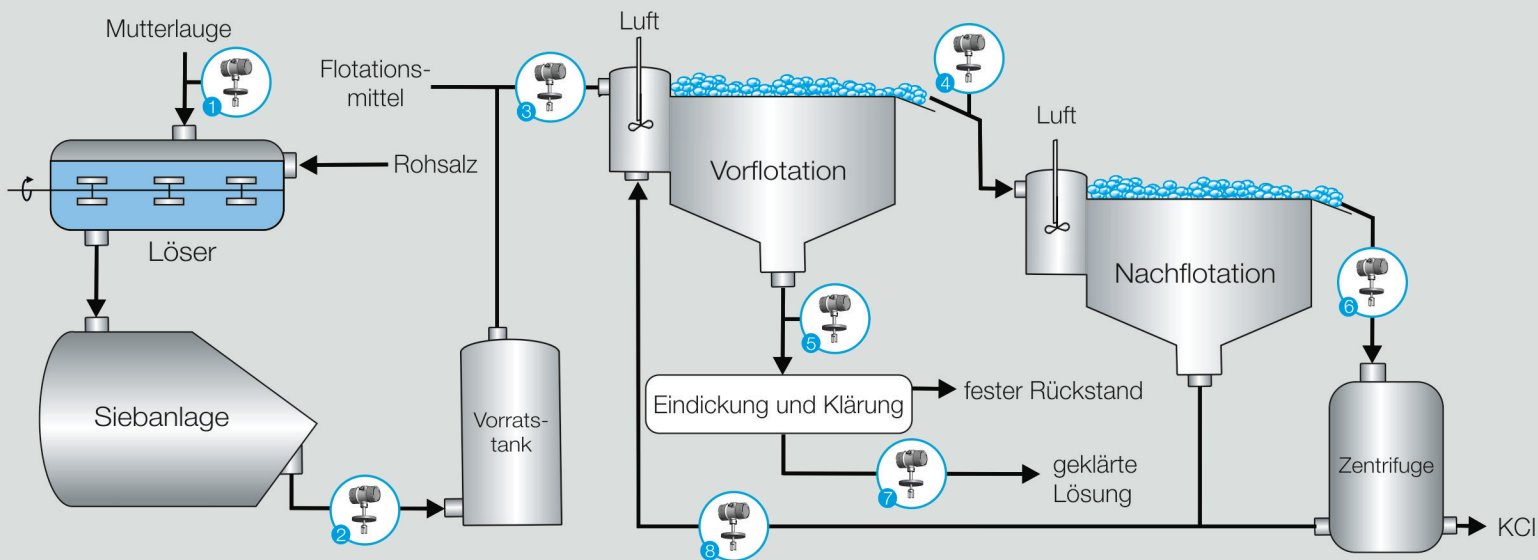 Mutterlauge
1
Rohsalz
Löser
Siebanlage
2
Vorrats-
tank
Flotations-
mittel
3
Luft
Vorflotation
4
5
Eindickung und Klärung
fester Rückstand
7
geklärte
Lösung
Luft
Nachflotation
6
Zentrifuge
8
KCl